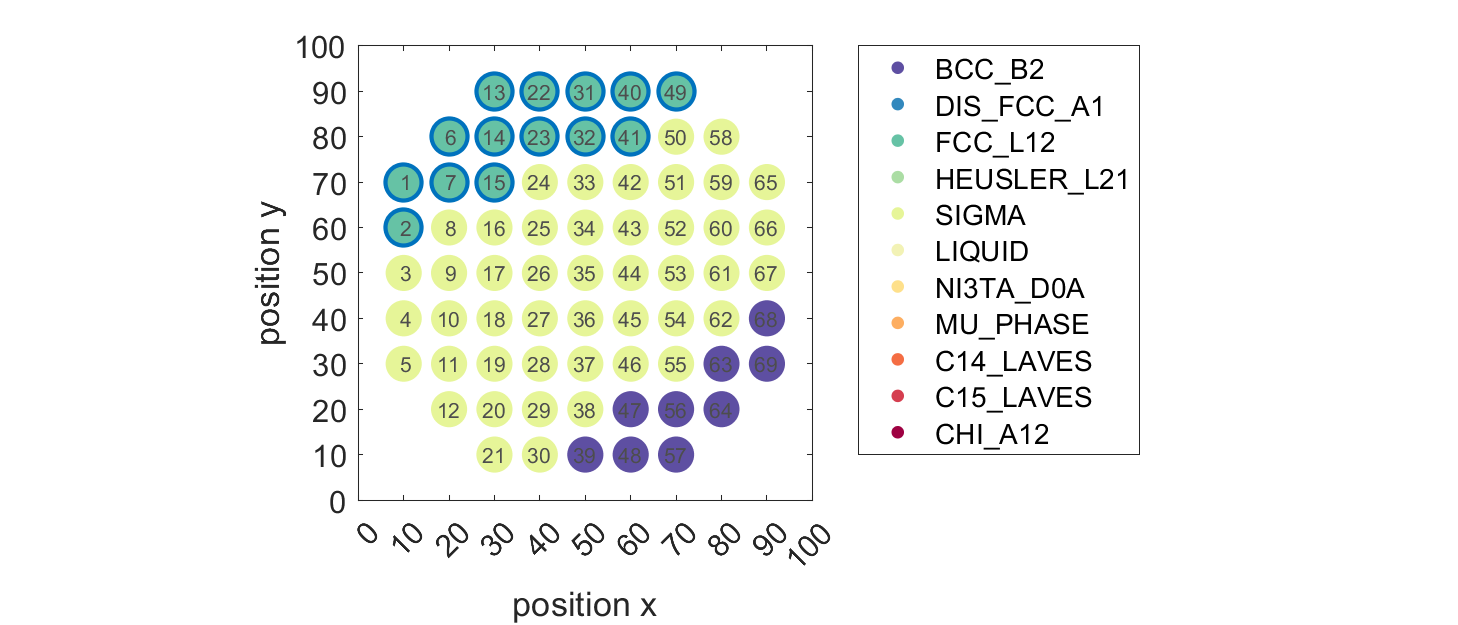 100
90 13 22 31 40 49
80 6 14 23 32 41 50 58
70 1 7 15 24 33 42 51 59 65
60 2 8 16 25 34 43 52 60 66
50 3 9 17 26 35 44 53 61 67
40 4 10 18 27 36 45 54 62 68
30 5 11 19 28 37 46 55 63 69
20 12 20 29 38 47 56 64
10 21 30 39 48 57
0
position y
0 10 20 30 40 50 60 70 80 90 100
position x
BCC_B2
DIS_FCC_A1
FCC_L12
HEUSLER_L21
SIGMA
LIQUID
NI3TA_D0A
MU_PHASE
C14_LAVES
C15_LAVES
CHI_A12